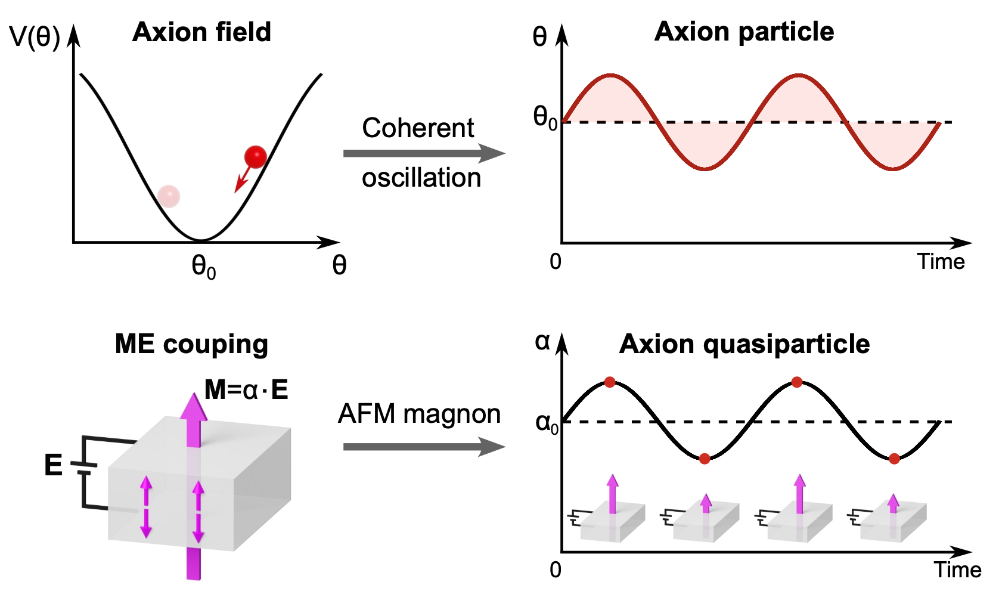 Axion field
V(θ)
θ₀
θ
Coherent
oscillation
Axion particle
θ
θ₀
0
Time
ME couping
M=α·E
E
AFM magnon
Axion quasiparticle
α
α₀
0
Time